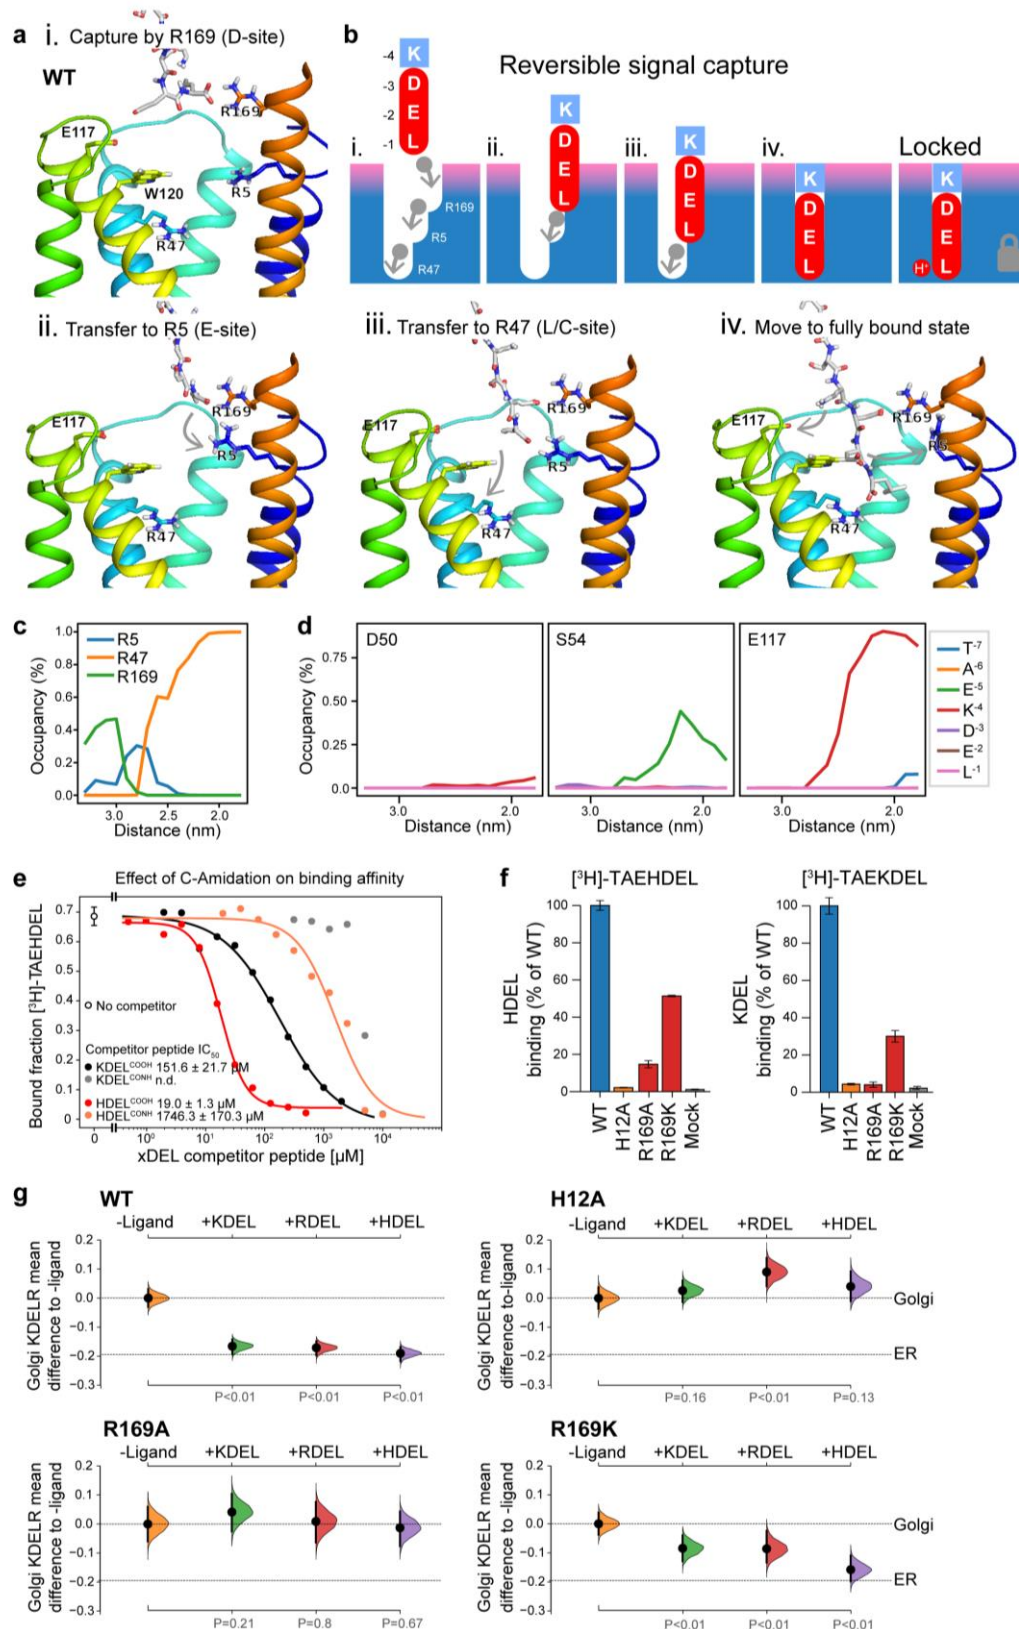 a
i. Capture by R169 (D-site)
WT
R169
E117
W120
R5
R47
b
Reversible signal capture
-4 K
-3 D
-2 E
-1 L
i.
R169
R5
R47
ii.
K
D
E
L
iii.
K
D
E
L
iv.
K
D
E
L
Locked
K
D
E
L
H+
ii. Transfer to R5 (E-site)
R169
E117
R5
R47
iii. Transfer to R47 (L/C-site)
R169
E117
R5
R47
iv. Move to fully bound state
R169
E117
R5
R47
c
Occupancy (%)
1.0
0.8
0.6
0.4
0.2
0.0
R5
R47
R169
3.0 2.5 2.0
Distance (nm)
d
Occupancy (%)
0.75
0.50
0.25
0.0
D50
S54
E117
3.0 2.0
Distance (nm)
3.0 2.0
Distance (nm)
3.0 2.0
Distance (nm)
T-7
A-6
E-5
K-4
D-3
E-2
L-1
e
Effect of C-Amidation on binding affinity
Bound fraction [³H]-TAEHDEL
0.7
0.6
0.5
0.4
0.3
0.2
0.1
0
No competitor
Competitor peptide IC50
KDELCOOH 151.6 ± 21.7 µM
KDELCONH n.d.
HDELCOOH 19.0 ± 1.3 µM
HDELCONH 1746.3 ± 170.3 µM
0 10⁰ 10¹ 10² 10³ 10⁴
xDEL competitor peptide [µM]
f
[³H]-TAEHDEL
HDEL
binding (% of WT)
100
80
60
40
20
0
WT
H12A
R169A
R169K
Mock
[³H]-TAEKDEL
KDEL
binding (% of WT)
100
80
60
40
20
0
WT
H12A
R169A
R169K
Mock
g
WT
-Ligand +KDEL +RDEL +HDEL
Golgi KDELR mean
difference to -ligand
0.2
0.1
0.0
−0.1
−0.2
−0.3
P<0.01 P<0.01 P<0.01
H12A
-Ligand +KDEL +RDEL +HDEL
Golgi KDELR mean
difference to-ligand
0.2
0.1
0.0
−0.1
−0.2
−0.3
Golgi
ER
P=0.16 P<0.01 P=0.13
R169A
-Ligand +KDEL +RDEL +HDEL
Golgi KDELR mean
difference to -ligand
0.2
0.1
0.0
−0.1
−0.2
−0.3
P=0.21 P=0.8 P=0.67
R169K
-Ligand +KDEL +RDEL +HDEL
Golgi KDELR mean
difference to -ligand
0.2
0.1
0.0
−0.1
−0.2
−0.3
Golgi
ER
P<0.01 P<0.01 P<0.01